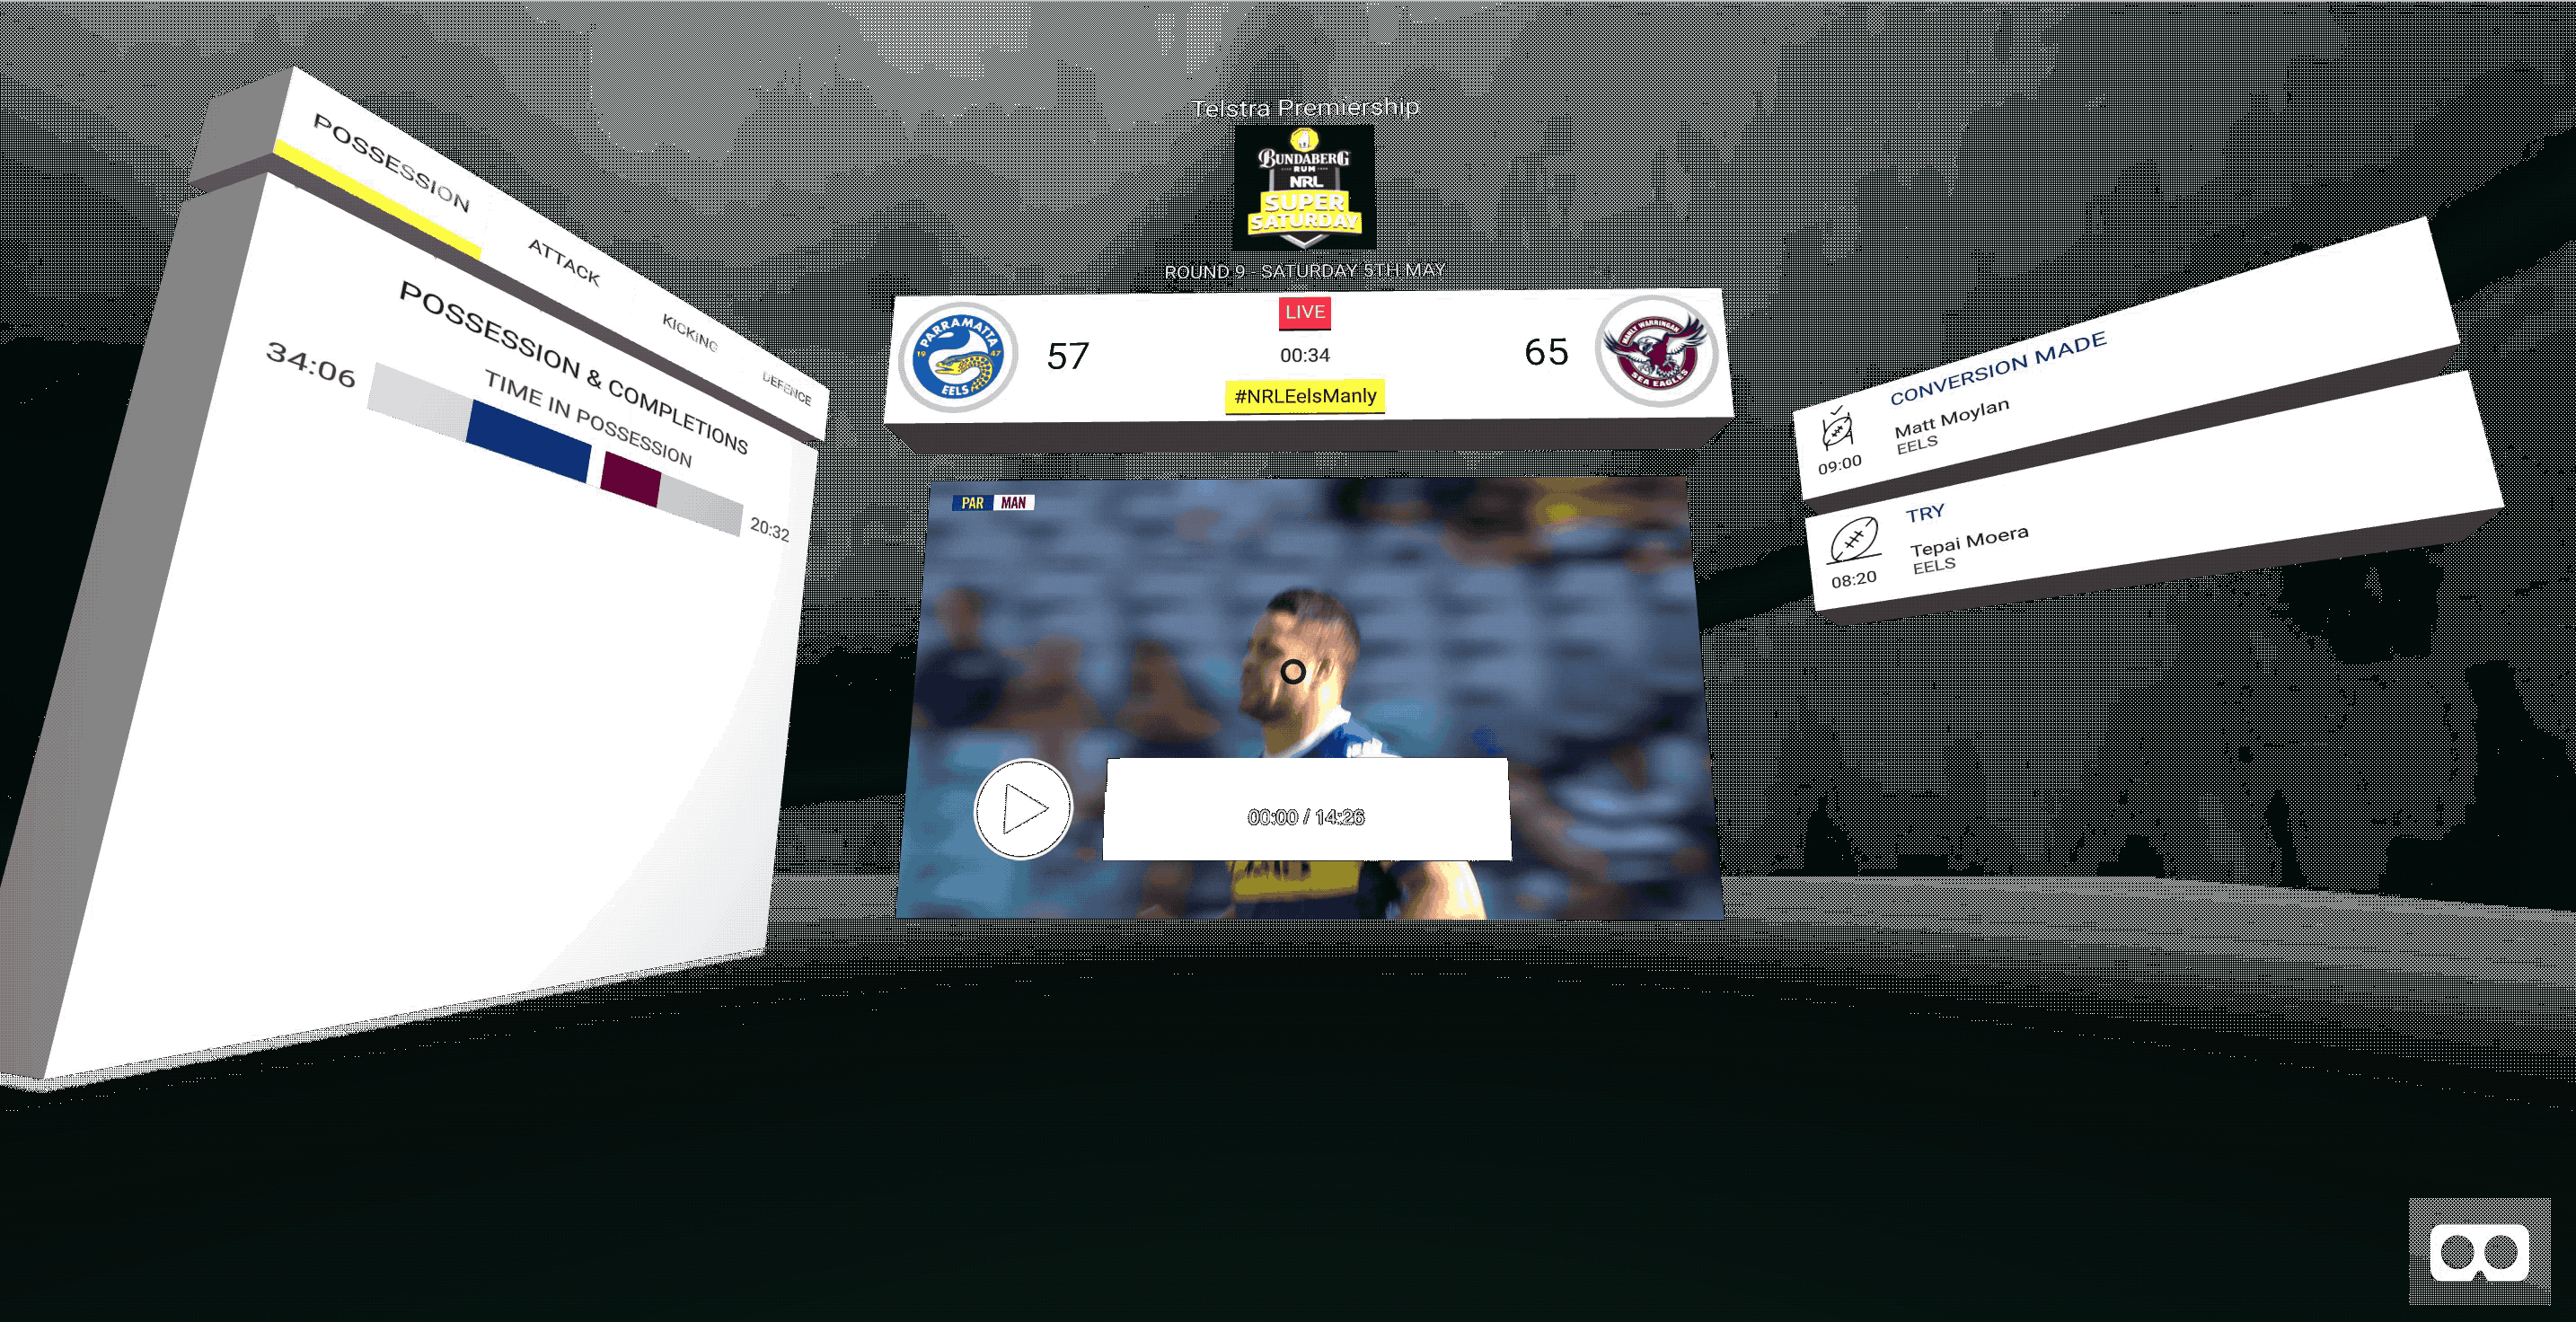 Telstra Premiership
BUNDABERG
RUM
NRL
SUPER
SATURDAY
ROUND 9 - SATURDAY 5TH MAY
POSSESSION
ATTACK
KICKING
DEFENCE
POSSESSION & COMPLETIONS
TIME IN POSSESSION
34:06
20:32
PARRAMATTA
19 47
EELS
57
LIVE
00:34
#NRLEelsManly
65
MANLY WARRINGAH
SEA EAGLES
PAR MAN
00:00 / 14:26
CONVERSION MADE
Matt Moylan
EELS
09:00
TRY
Tepai Moera
EELS
08:20